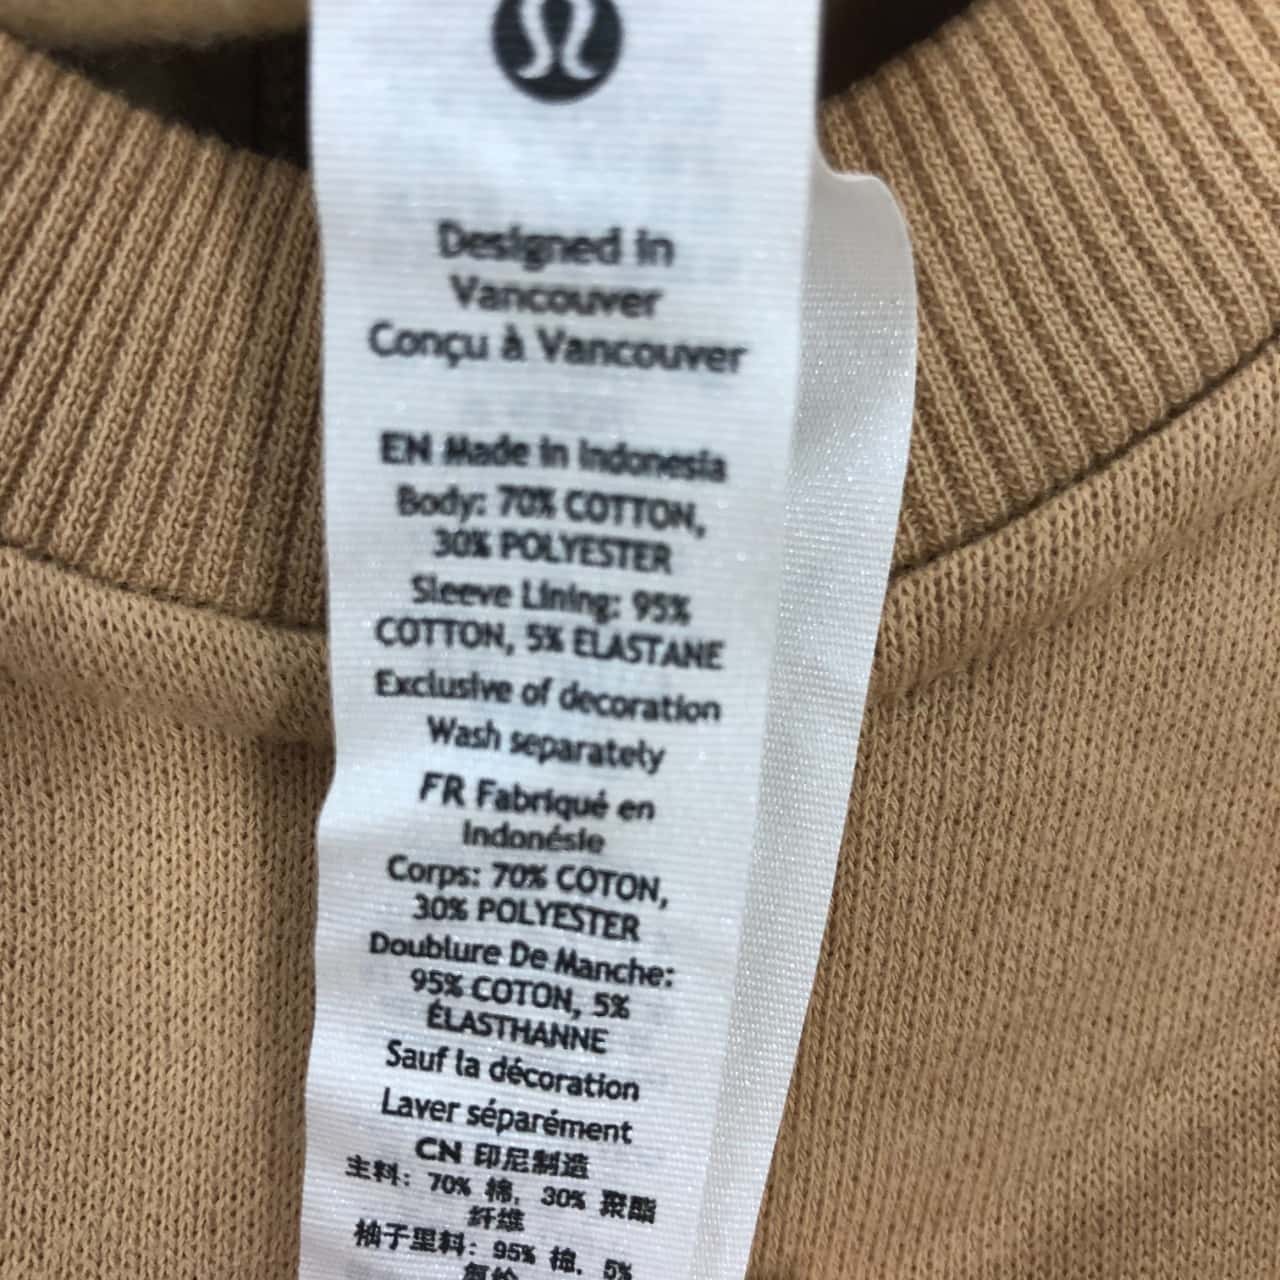 Designed in
Vancouver
Conçu à Vancouver
EN Made in Indonesia
Body: 70% COTTON,
30% POLYESTER
Sleeve Lining: 95%
COTTON, 5% ELASTANE
Exclusive of decoration
Wash separately
FR Fabriqué en
Indonésie
Corps: 70% COTON,
30% POLYESTER
Doublure De Manche:
95% COTON, 5%
ÉLASTHANNE
Sauf la décoration
Laver séparément
CN 印尼制造
主料: 70% 棉, 30% 聚酯
纤维
袖子里料: 95% 棉, 5%